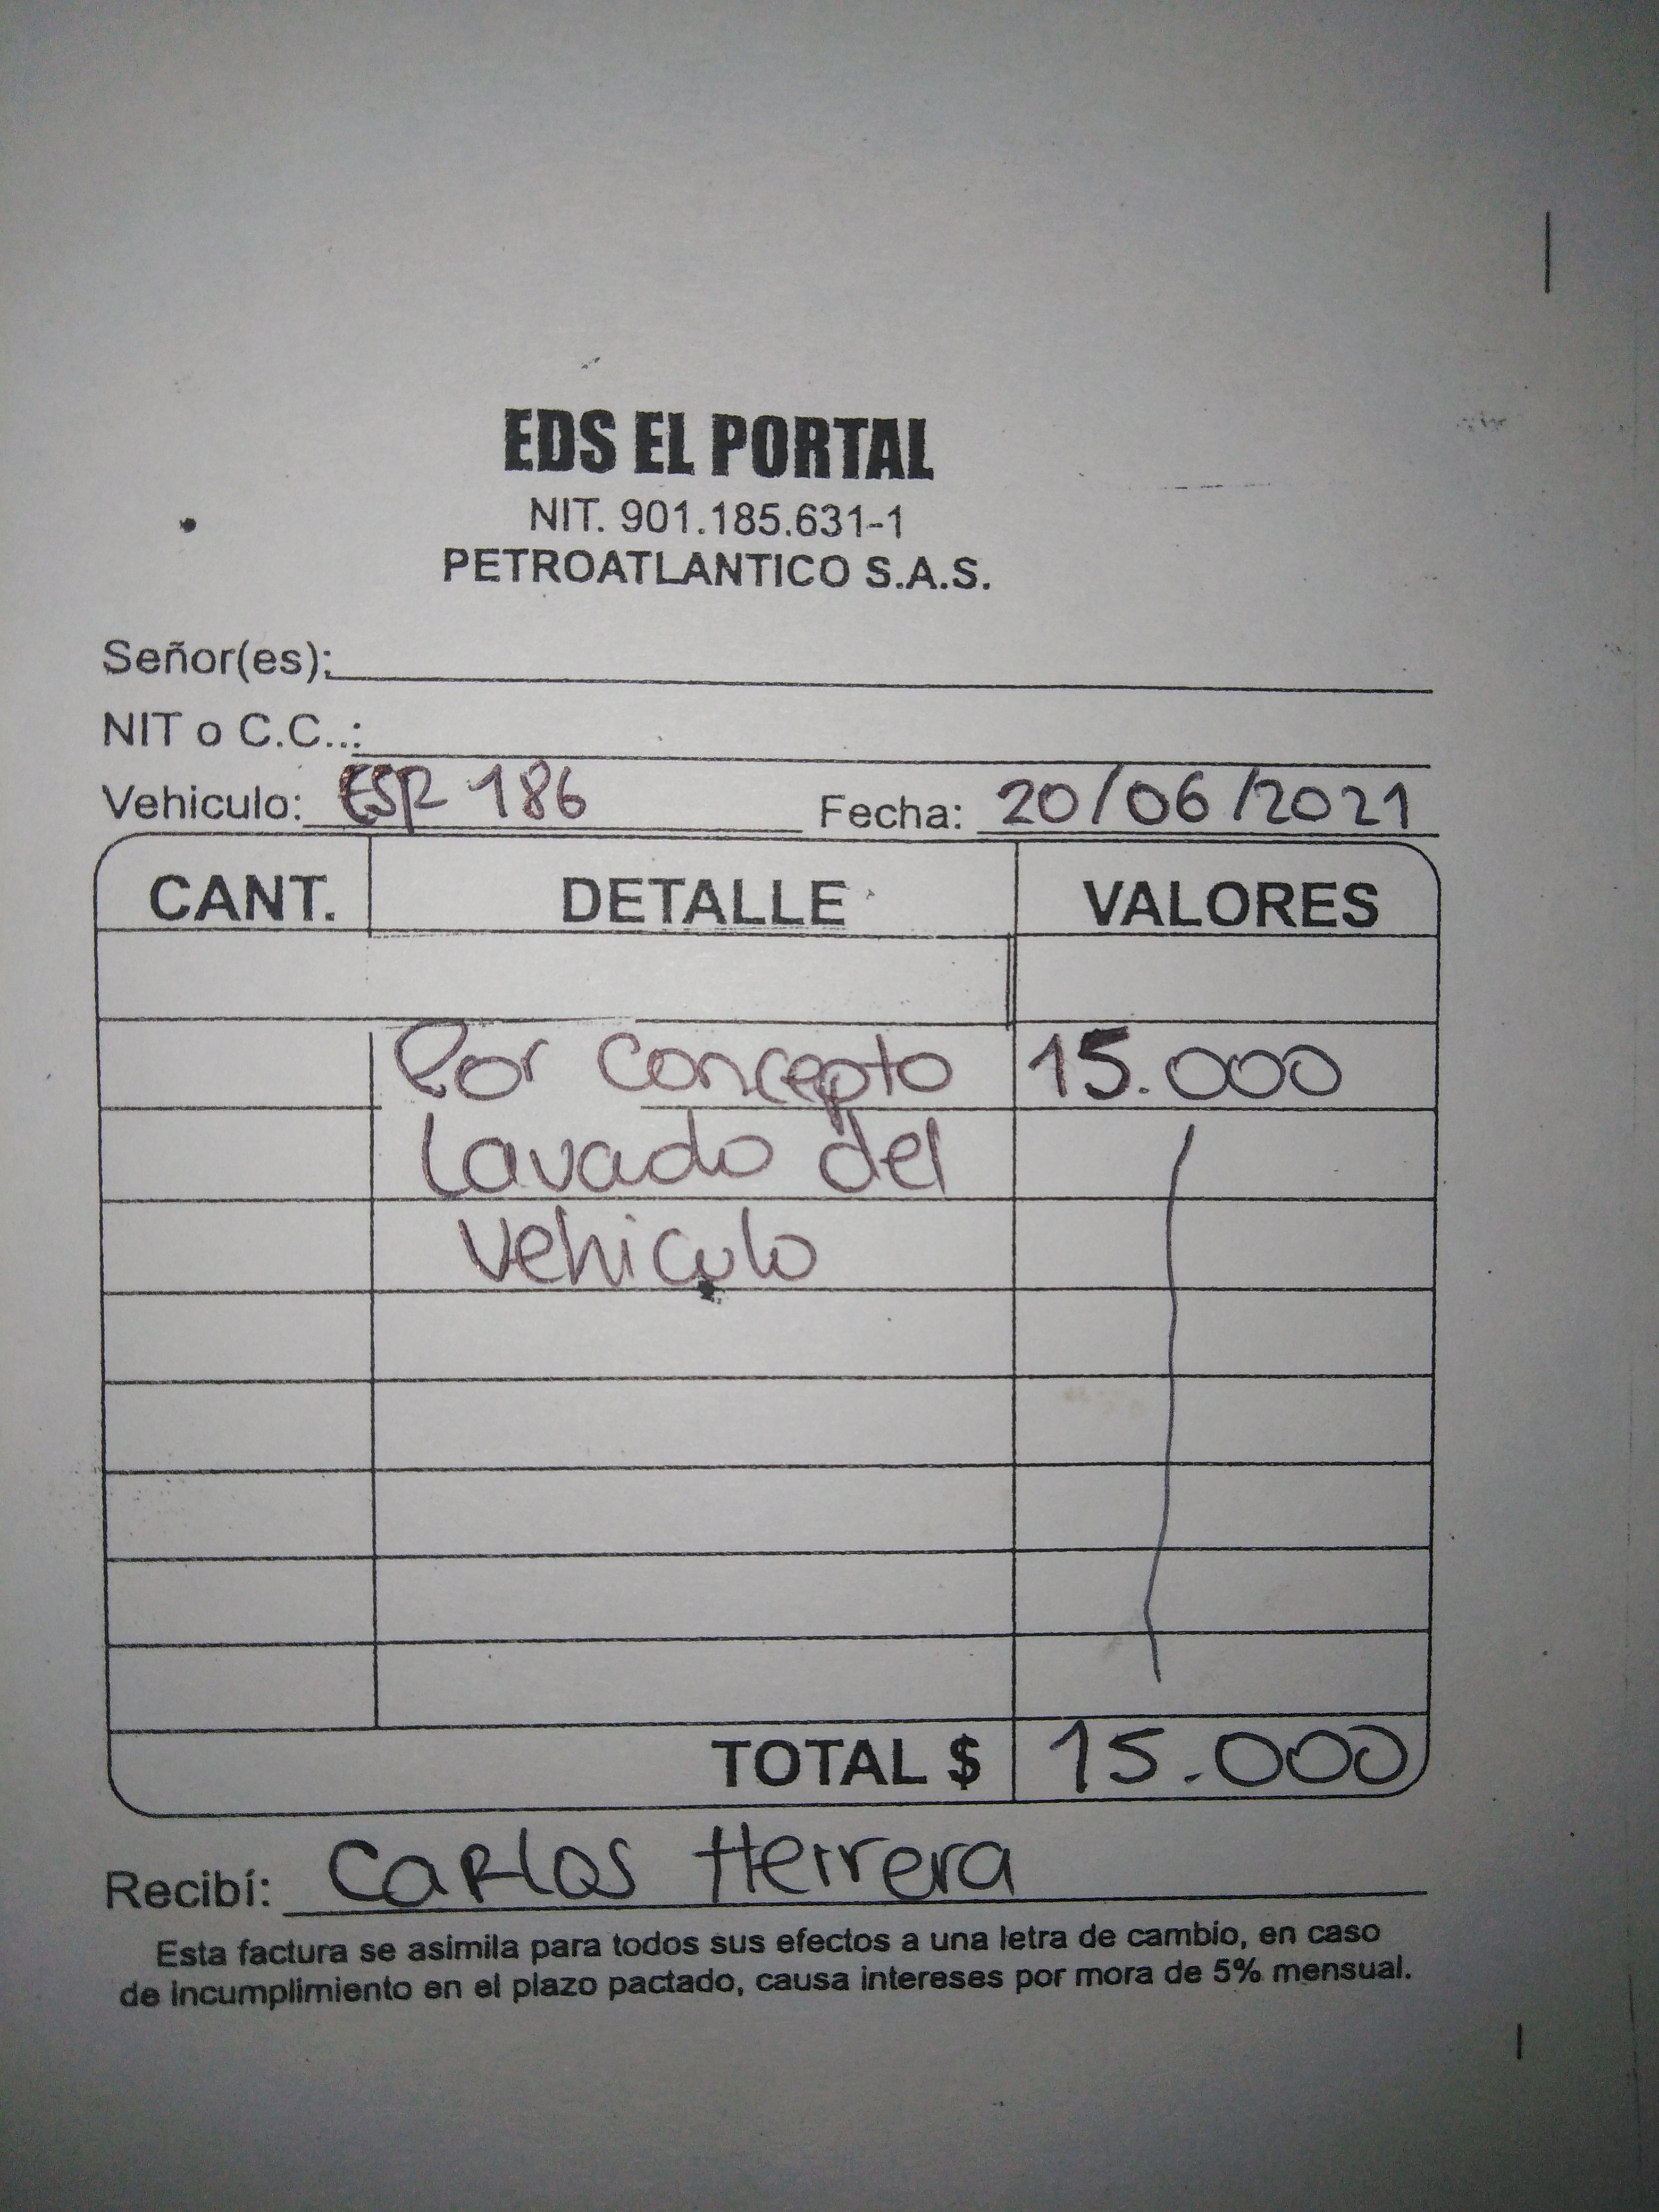 EDS EL PORTAL
NIT. 901.185.631-1
PETROATLANTICO S.A.S.
Señor(es):
NIT o C.C..:
Vehiculo: ESR 186 Fecha: 20/06/2021
CANT. DETALLE VALORES
Por concepto 15.000
lavado del
vehiculo
TOTAL $ 15.000
Recibí: Carlos Herrera
Esta factura se asimila para todos sus efectos a una letra de cambio, en caso
de incumplimiento en el plazo pactado, causa intereses por mora de 5% mensual.